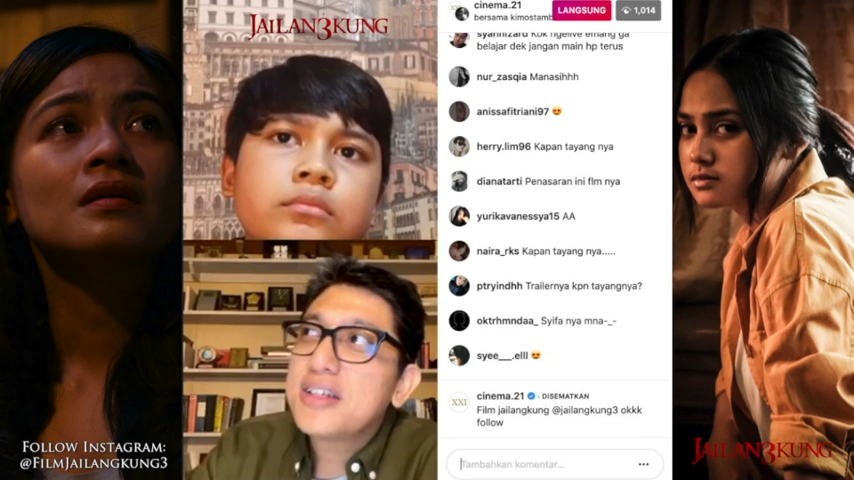 JAILAN3KUNG
cinema.21
bersama kimostamb
LANGSUNG
1,014
syahnizard Kok ngelive emang ga
belajar dek jangan main hp terus
nur_zasqia Manasihhh
anissafitriani97 😍
herry.lim96 Kapan tayang nya
dianatarti Penasaran ini flm nya
yurikavanessya15 AA
naira_rks Kapan tayang nya.....
ptryindhh Trailernya kpn tayangnya?
oktrhmndaa_ Syifa nya mna-_-
syee___.elll 😍
XXI
cinema.21 • DISEMATKAN
Film jailangkung @jailangkung3 okkk
follow
Tambahkan komentar...
FOLLOW INSTAGRAM:
@FILMJAILANGKUNG3
JAILAN3KUNG